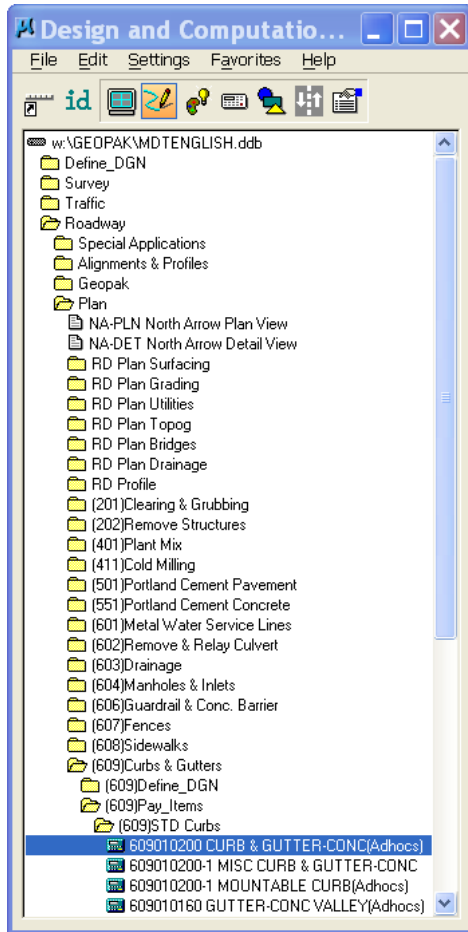 Design and Computatio...
File Edit Settings Favorites Help
id
w:\GEOPAK\MDTENGLISH.ddb
Define_DGN
Survey
Traffic
Roadway
Special Applications
Alignments & Profiles
Geopak
Plan
NA-PLN North Arrow Plan View
NA-DET North Arrow Detail View
RD Plan Surfacing
RD Plan Grading
RD Plan Utilities
RD Plan Topog
RD Plan Bridges
RD Plan Drainage
RD Profile
(201)Clearing & Grubbing
(202)Remove Structures
(401)Plant Mix
(411)Cold Milling
(501)Portland Cement Pavement
(551)Portland Cement Concrete
(601)Metal Water Service Lines
(602)Remove & Relay Culvert
(603)Drainage
(604)Manholes & Inlets
(606)Guardrail & Conc. Barrier
(607)Fences
(608)Sidewalks
(609)Curbs & Gutters
(609)Define_DGN
(609)Pay_Items
(609)STD Curbs
609010200 CURB & GUTTER-CONC(Adhocs)
609010200-1 MISC CURB & GUTTER-CONC
609010200-1 MOUNTABLE CURB(Adhocs)
609010160 GUTTER-CONC VALLEY(Adhocs)